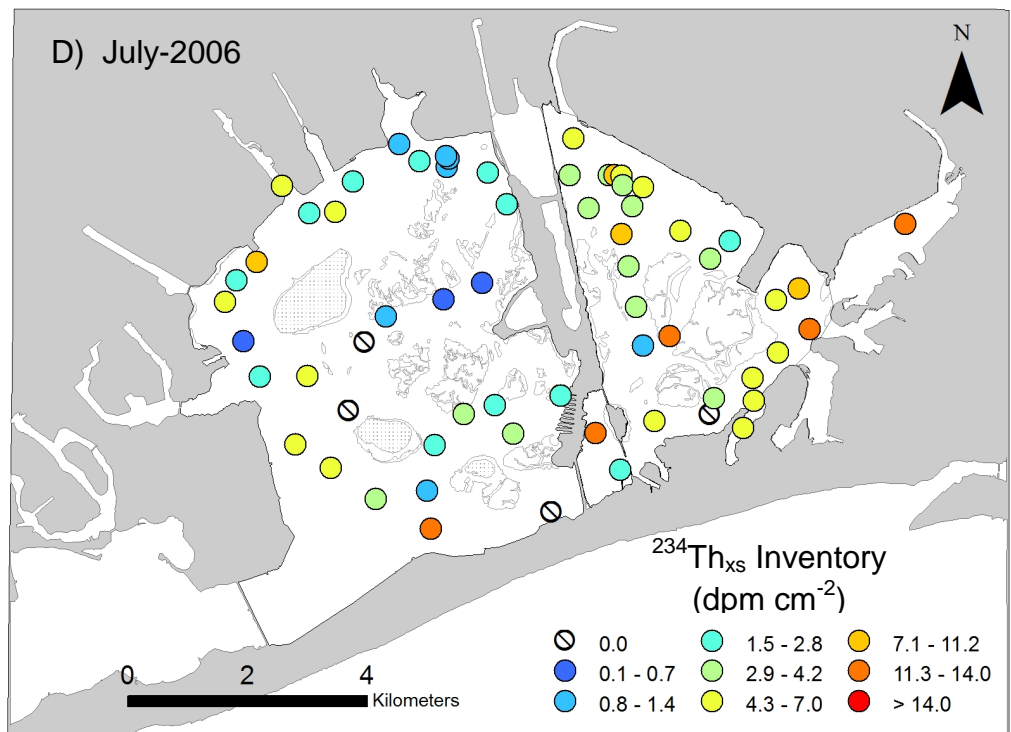 D) July-2006
N
²³⁴Thₓₛ Inventory
(dpm cm⁻²)
0.0
1.5 - 2.8
7.1 - 11.2
0.1 - 0.7
2.9 - 4.2
11.3 - 14.0
0.8 - 1.4
4.3 - 7.0
> 14.0
0 2 4
Kilometers